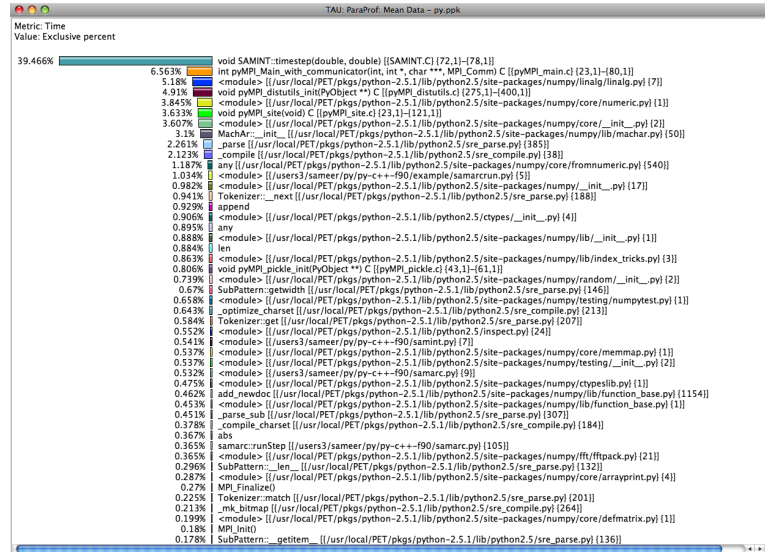 TAU: ParaProf: Mean Data – py.ppk
Metric: Time
Value: Exclusive percent
39.466% void SAMINT::timestep(double, double) [{SAMINT.C} {72,1}–{78,1}]
6.563% int pyMPI_Main_with_communicator(int, int *, char ***, MPI_Comm) C [{pyMPI_main.c} {23,1}–{80,1}]
5.18% <module> [{/usr/local/PET/pkgs/python-2.5.1/lib/python2.5/site-packages/numpy/linalg/linalg.py} {7}]
4.91% void pyMPI_distutils_init(PyObject **) C [{pyMPI_distutils.c} {275,1}–{400,1}]
3.845% <module> [{/usr/local/PET/pkgs/python-2.5.1/lib/python2.5/site-packages/numpy/core/numeric.py} {1}]
3.633% void pyMPI_site(void) C [{pyMPI_site.c} {23,1}–{121,1}]
3.607% <module> [{/usr/local/PET/pkgs/python-2.5.1/lib/python2.5/site-packages/numpy/core/__init__.py} {2}]
3.1% MachAr::__init__ [{/usr/local/PET/pkgs/python-2.5.1/lib/python2.5/site-packages/numpy/lib/machar.py} {50}]
2.261% _parse [{/usr/local/PET/pkgs/python-2.5.1/lib/python2.5/sre_parse.py} {385}]
2.123% _compile [{/usr/local/PET/pkgs/python-2.5.1/lib/python2.5/sre_compile.py} {38}]
1.187% any [{/usr/local/PET/pkgs/python-2.5.1/lib/python2.5/site-packages/numpy/core/fromnumeric.py} {540}]
1.034% <module> [{/users3/sameer/py/py-c++-f90/example/samarcrun.py} {5}]
0.982% <module> [{/usr/local/PET/pkgs/python-2.5.1/lib/python2.5/site-packages/numpy/__init__.py} {17}]
0.941% Tokenizer::__next [{/usr/local/PET/pkgs/python-2.5.1/lib/python2.5/sre_parse.py} {188}]
0.929% append
0.906% <module> [{/usr/local/PET/pkgs/python-2.5.1/lib/python2.5/ctypes/__init__.py} {4}]
0.895% any
0.888% <module> [{/usr/local/PET/pkgs/python-2.5.1/lib/python2.5/site-packages/numpy/lib/__init__.py} {1}]
0.884% len
0.863% <module> [{/usr/local/PET/pkgs/python-2.5.1/lib/python2.5/site-packages/numpy/lib/index_tricks.py} {3}]
0.806% void pyMPI_pickle_init(PyObject **) C [{pyMPI_pickle.c} {43,1}–{61,1}]
0.739% <module> [{/usr/local/PET/pkgs/python-2.5.1/lib/python2.5/site-packages/numpy/random/__init__.py} {2}]
0.67% SubPattern::getwidth [{/usr/local/PET/pkgs/python-2.5.1/lib/python2.5/sre_parse.py} {146}]
0.658% <module> [{/usr/local/PET/pkgs/python-2.5.1/lib/python2.5/site-packages/numpy/testing/numpytest.py} {1}]
0.643% _optimize_charset [{/usr/local/PET/pkgs/python-2.5.1/lib/python2.5/sre_compile.py} {213}]
0.584% Tokenizer::get [{/usr/local/PET/pkgs/python-2.5.1/lib/python2.5/sre_parse.py} {207}]
0.552% <module> [{/usr/local/PET/pkgs/python-2.5.1/lib/python2.5/inspect.py} {24}]
0.541% <module> [{/users3/sameer/py/py-c++-f90/samint.py} {7}]
0.537% <module> [{/usr/local/PET/pkgs/python-2.5.1/lib/python2.5/site-packages/numpy/core/memmap.py} {1}]
0.537% <module> [{/usr/local/PET/pkgs/python-2.5.1/lib/python2.5/site-packages/numpy/testing/__init__.py} {2}]
0.532% <module> [{/users3/sameer/py/py-c++-f90/samarc.py} {9}]
0.475% <module> [{/usr/local/PET/pkgs/python-2.5.1/lib/python2.5/site-packages/numpy/ctypeslib.py} {1}]
0.462% add_newdoc [{/usr/local/PET/pkgs/python-2.5.1/lib/python2.5/site-packages/numpy/lib/function_base.py} {1154}]
0.453% <module> [{/usr/local/PET/pkgs/python-2.5.1/lib/python2.5/site-packages/numpy/lib/function_base.py} {1}]
0.451% _parse_sub [{/usr/local/PET/pkgs/python-2.5.1/lib/python2.5/sre_parse.py} {307}]
0.378% _compile_charset [{/usr/local/PET/pkgs/python-2.5.1/lib/python2.5/sre_compile.py} {184}]
0.367% abs
0.365% samarc::runStep [{/users3/sameer/py/py-c++-f90/samarc.py} {105}]
0.365% <module> [{/usr/local/PET/pkgs/python-2.5.1/lib/python2.5/site-packages/numpy/fft/fftpack.py} {21}]
0.296% SubPattern::__len__ [{/usr/local/PET/pkgs/python-2.5.1/lib/python2.5/sre_parse.py} {132}]
0.287% <module> [{/usr/local/PET/pkgs/python-2.5.1/lib/python2.5/site-packages/numpy/core/arrayprint.py} {4}]
0.27% MPI_Finalize()
0.225% Tokenizer::match [{/usr/local/PET/pkgs/python-2.5.1/lib/python2.5/sre_parse.py} {201}]
0.213% _mk_bitmap [{/usr/local/PET/pkgs/python-2.5.1/lib/python2.5/sre_compile.py} {264}]
0.199% <module> [{/usr/local/PET/pkgs/python-2.5.1/lib/python2.5/site-packages/numpy/core/defmatrix.py} {1}]
0.18% MPI_Init()
0.178% SubPattern::__getitem__ [{/usr/local/PET/pkgs/python-2.5.1/lib/python2.5/sre_parse.py} {136}]